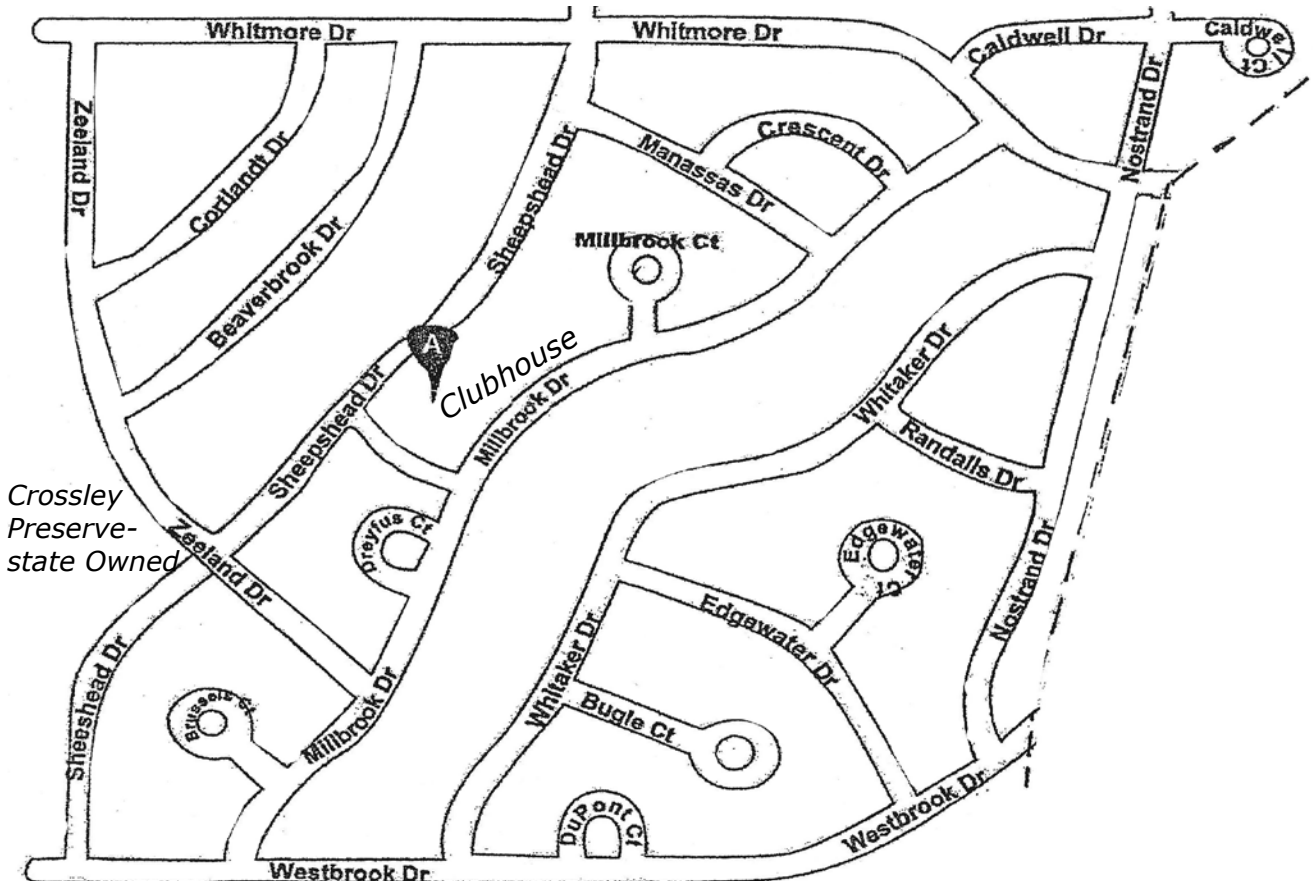 Whitmore Dr
Whitmore Dr
Caldwell Dr
Caldwell Ct
Zeeland Dr
Cortlandt Dr
Beaverbrook Dr
Sheepshead Dr
Manassas Dr
Crescent Dr
Nostrand Dr
Millbrook Ct
A
Clubhouse
Sheepshead Dr
Millbrook Dr
Whitaker Dr
Randalls Dr
Crossley
Preserve-
state Owned
Zeeland Dr
Dreyfus Ct
Edgewater Ct
Nostrand Dr
Edgewater Dr
Sheeshead Dr
Brussels Ct
Millbrook Dr
Whitaker Dr
Bugle Ct
DuPont Ct
Westbrook Dr
Westbrook Dr